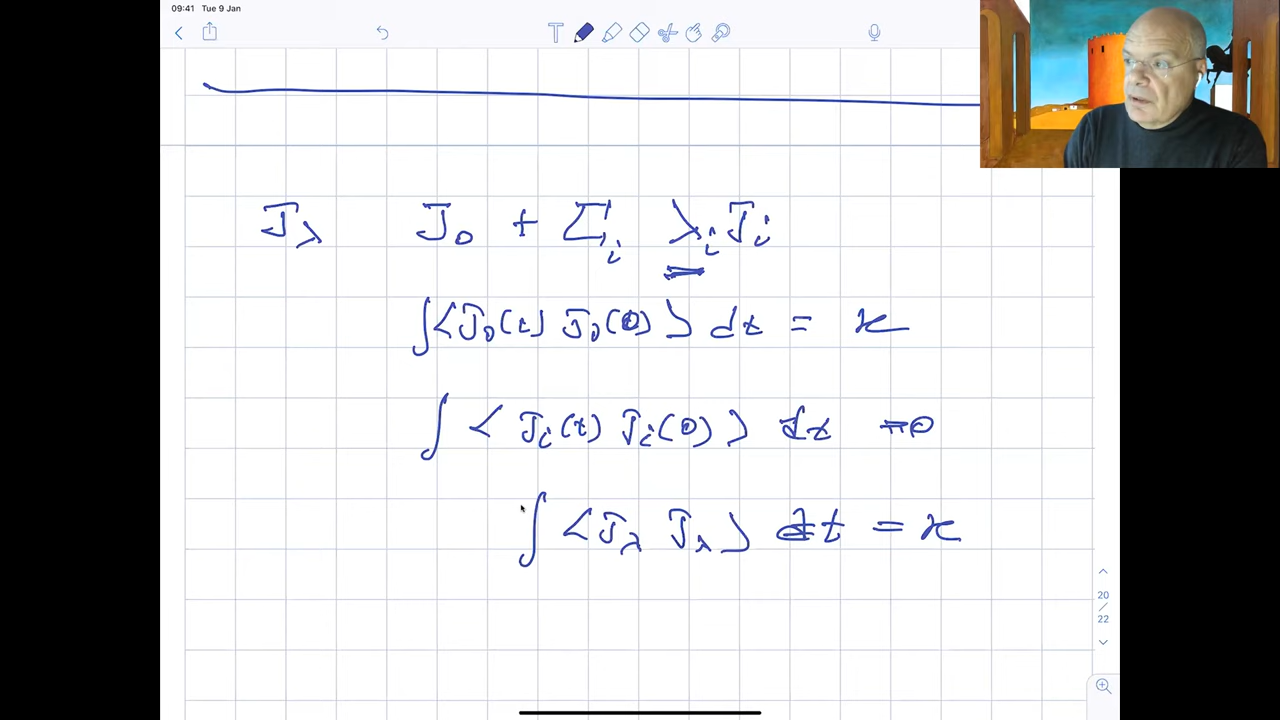 09:41 Tue 9 Jan
T
J_λ J_0 + Σ_i λ_i J_i
∫⟨J_0(t) J_0(0)⟩ dt = ϰ
∫ ⟨ J_i(t) J_i(0) ⟩ dt = 0
∫ ⟨J_λ J_λ⟩ dt = ϰ
20
/
22